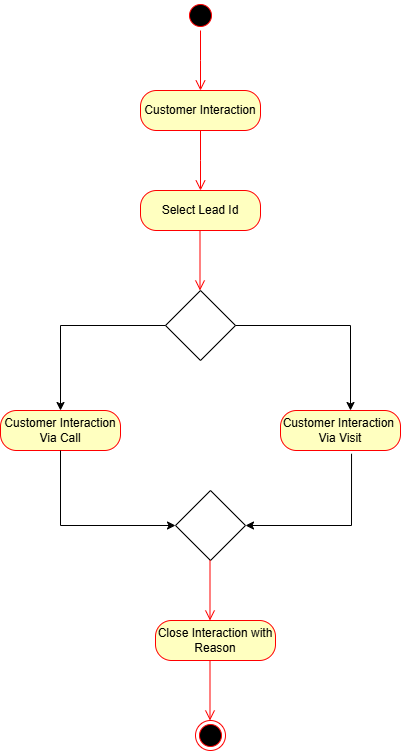 Customer Interaction
Select Lead Id
Customer Interaction
Via Call
Customer Interaction
Via Visit
Close Interaction with
Reason